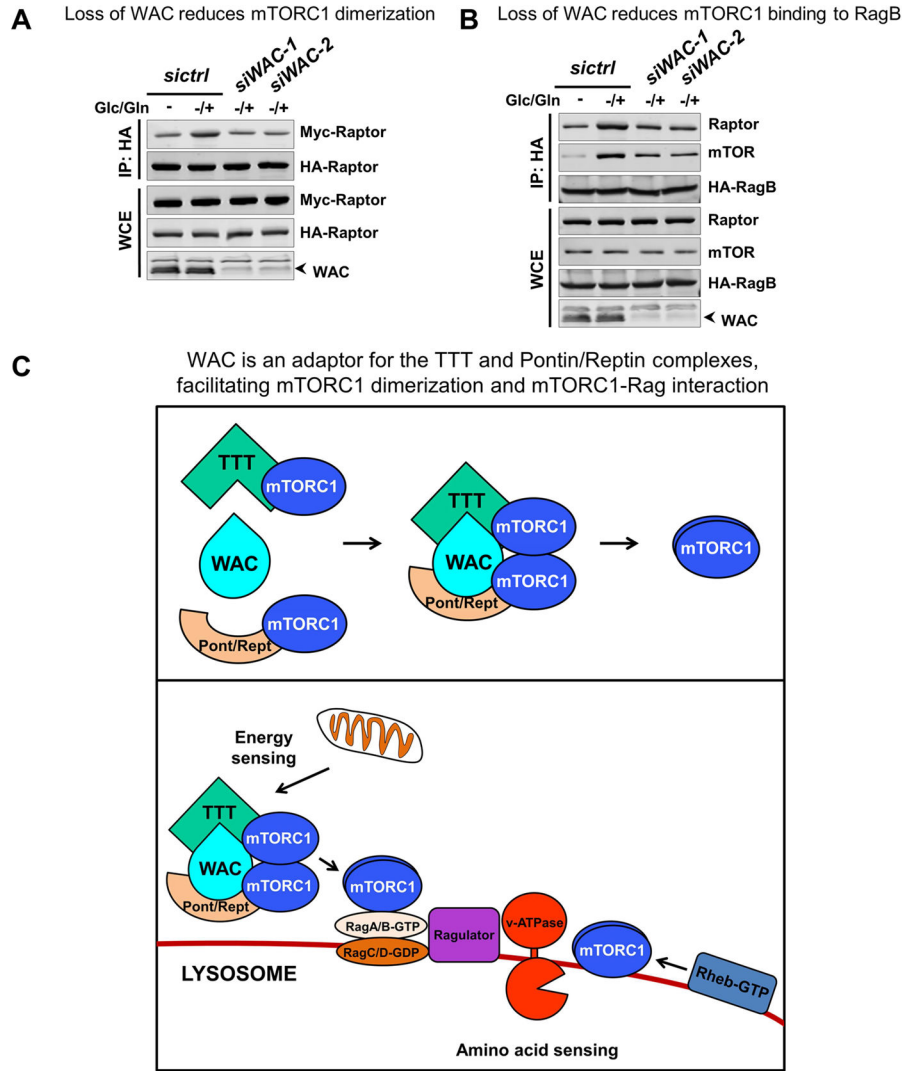 A
Loss of WAC reduces mTORC1 dimerization
sictrl
siWAC-1
siWAC-2
Glc/Gln - -/+ -/+ -/+
IP: HA
Myc-Raptor
HA-Raptor
WCE
Myc-Raptor
HA-Raptor
WAC
B
Loss of WAC reduces mTORC1 binding to RagB
sictrl
siWAC-1
siWAC-2
Glc/Gln - -/+ -/+ -/+
IP: HA
Raptor
mTOR
HA-RagB
WCE
Raptor
mTOR
HA-RagB
WAC
C
WAC is an adaptor for the TTT and Pontin/Reptin complexes,
facilitating mTORC1 dimerization and mTORC1-Rag interaction
TTT
mTORC1
WAC
Pont/Rept
mTORC1
TTT
mTORC1
WAC
mTORC1
Pont/Rept
mTORC1
Energy
sensing
TTT
mTORC1
WAC
mTORC1
Pont/Rept
mTORC1
RagA/B-GTP
RagC/D-GDP
Ragulator
v-ATPase
mTORC1
Rheb-GTP
LYSOSOME
Amino acid sensing